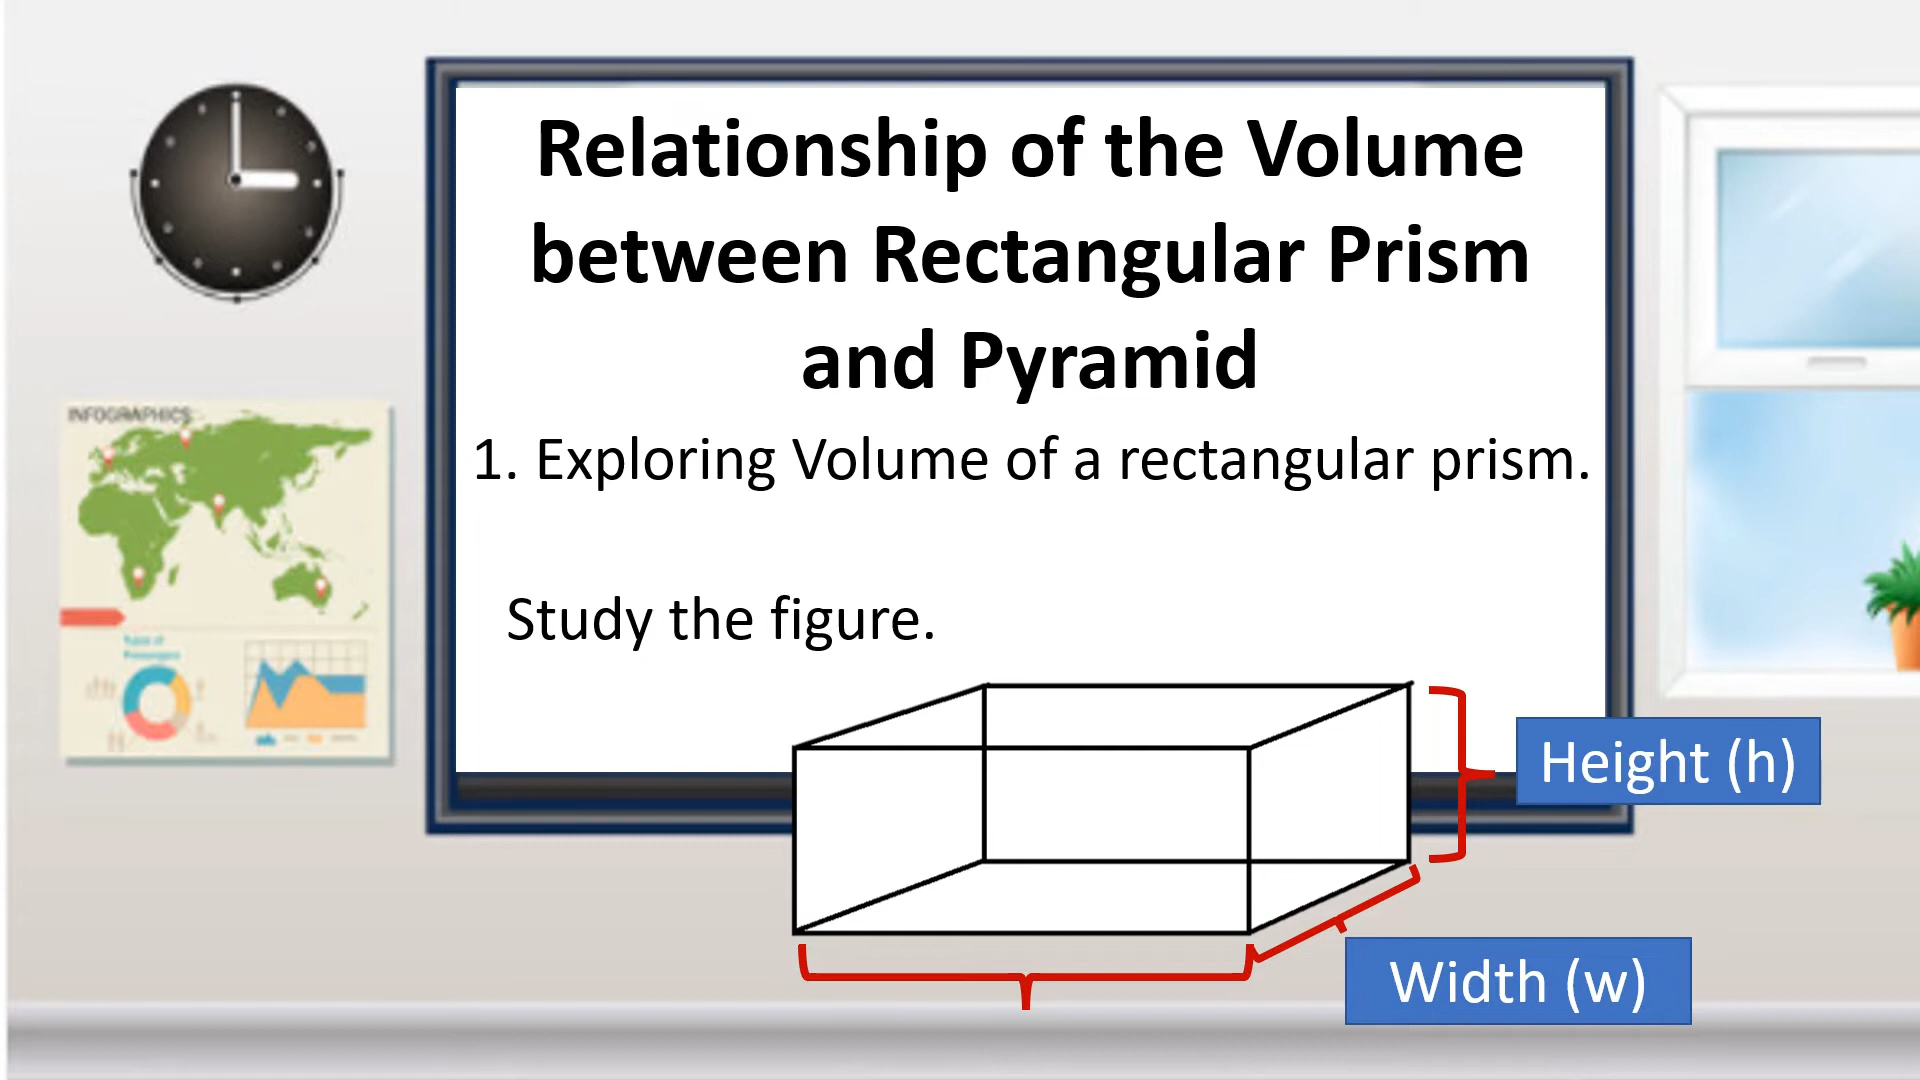 Relationship of the Volume
between Rectangular Prism
and Pyramid
1. Exploring Volume of a rectangular prism.
Study the figure.
Height (h)
Width (w)
INFOGRAPHICS